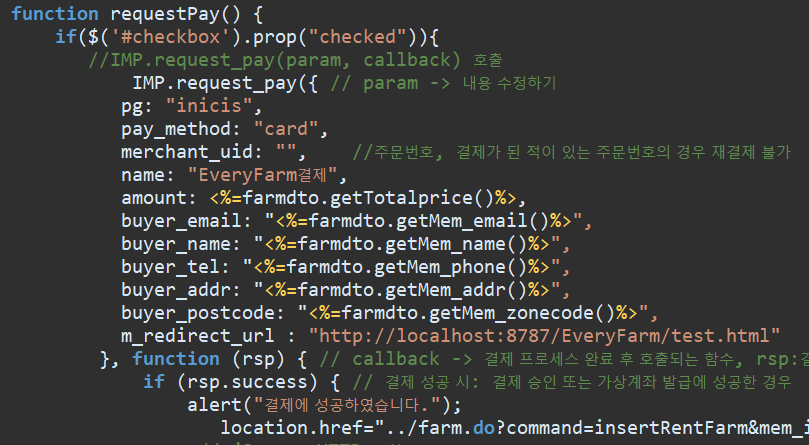 function requestPay() {
if($('#checkbox').prop("checked")){
//IMP.request_pay(param, callback) 호출
IMP.request_pay({ // param -> 내용 수정하기
pg: "inicis",
pay_method: "card",
merchant_uid: "", //주문번호, 결제가 된 적이 있는 주문번호의 경우 재결제 불가
name: "EveryFarm결제",
amount: <%=farmdto.getTotalprice()%>,
buyer_email: "<%=farmdto.getMem_email()%>",
buyer_name: "<%=farmdto.getMem_name()%>",
buyer_tel: "<%=farmdto.getMem_phone()%>",
buyer_addr: "<%=farmdto.getMem_addr()%>",
buyer_postcode: "<%=farmdto.getMem_zonecode()%>",
m_redirect_url : "http://localhost:8787/EveryFarm/test.html"
}, function (rsp) { // callback -> 결제 프로세스 완료 후 호출되는 함수, rsp:
if (rsp.success) { // 결제 성공 시: 결제 승인 또는 가상계좌 발급에 성공한 경우
alert("결제에 성공하였습니다.");
location.href="../farm.do?command=insertRentFarm&mem_